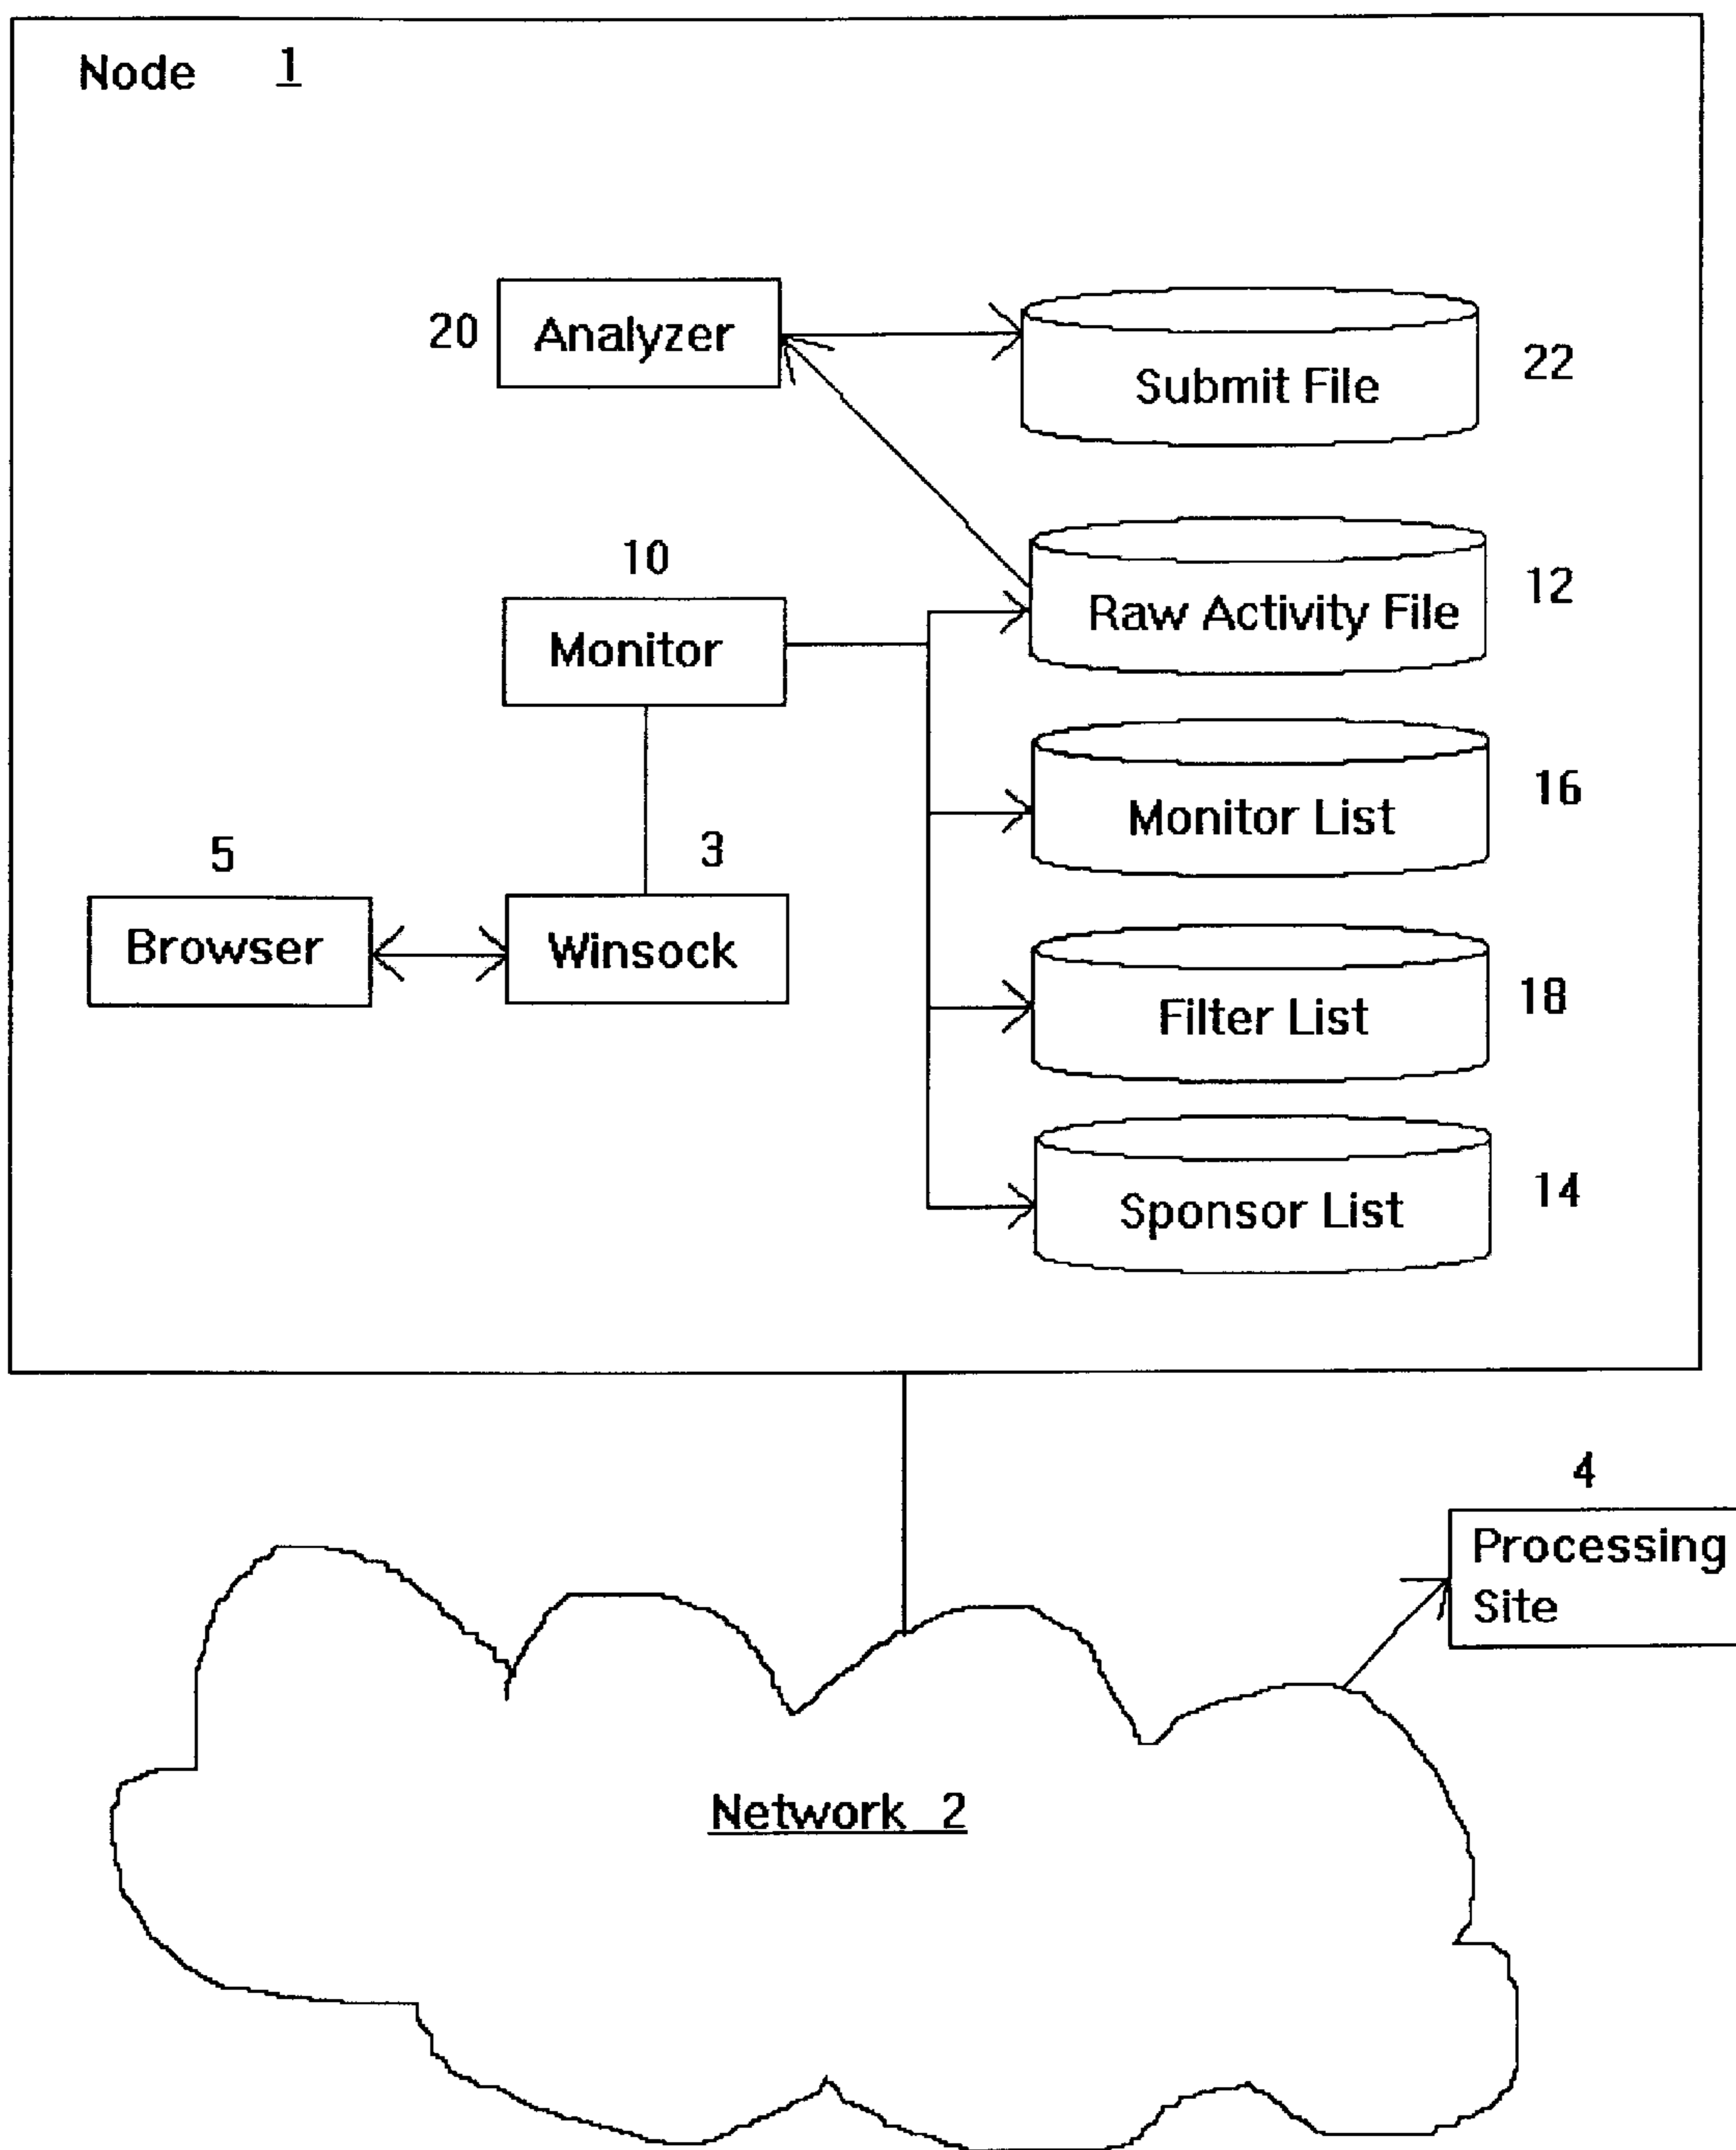 Node 1
20
Analyzer
Submit File
22
10
Monitor
Raw Activity File
12
Monitor List
16
5
Browser
3
Winsock
Filter List
18
Sponsor List
14
4
Processing
Site
Network 2